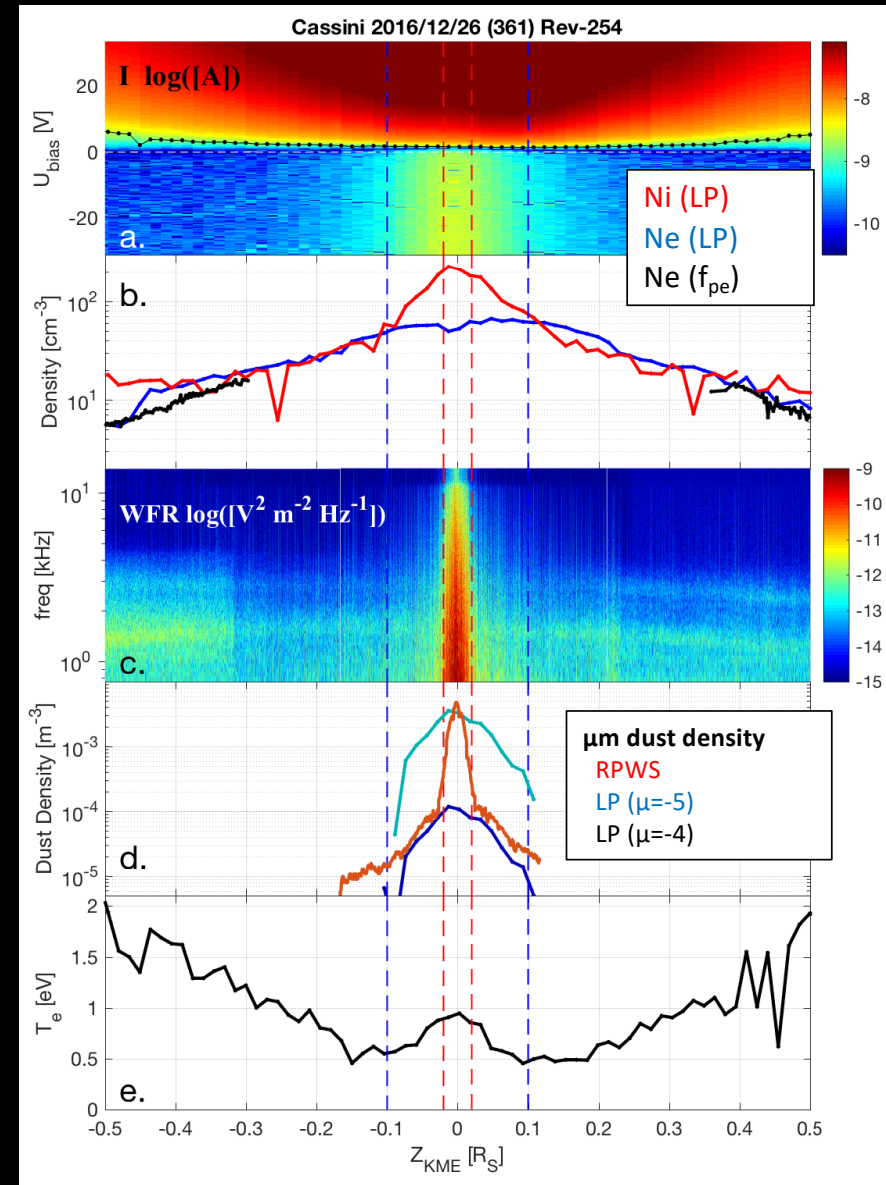 Cassini 2016/12/26 (361) Rev-254
I log([A])
U_bias [V]
20
0
-20
a.
-8
-9
-10
Ni (LP)
Ne (LP)
Ne (f_pe)
b.
Density [cm^-3]
10^2
10^1
WFR log([V^2 m^-2 Hz^-1])
freq [kHz]
10^1
10^0
c.
-9
-10
-11
-12
-13
-14
-15
Dust Density [m^-3]
10^-3
10^-4
10^-5
d.
µm dust density
RPWS
LP (µ=-5)
LP (µ=-4)
T_e [eV]
2
1.5
1
0.5
0
e.
-0.5 -0.4 -0.3 -0.2 -0.1 0 0.1 0.2 0.3 0.4 0.5
Z_KME [R_S]